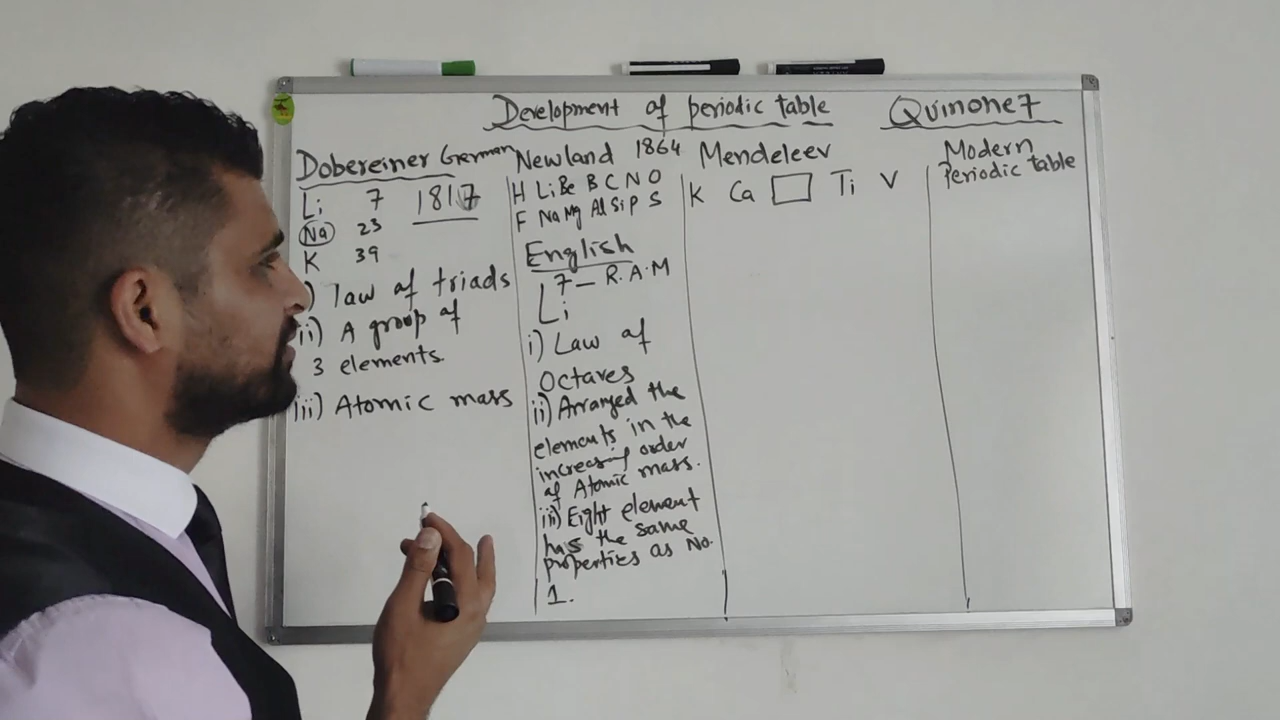 Development of periodic table
Quinone7
Dobereiner German
Li 7 1817
Na 23
K 39
i) law of triads
ii) A group of
3 elements.
iii) Atomic mass
Newland 1864
H Li Be B C N O
F Na Mg Al Si P S
English
7 - R.A.M
Li
i) Law of
Octaves
ii) Arranged the
elements in the
increasing order
of Atomic mass.
iii) Eight element
has the same
properties as No.
1.
Mendeleev
K Ca Ti V
Modern
Periodic table